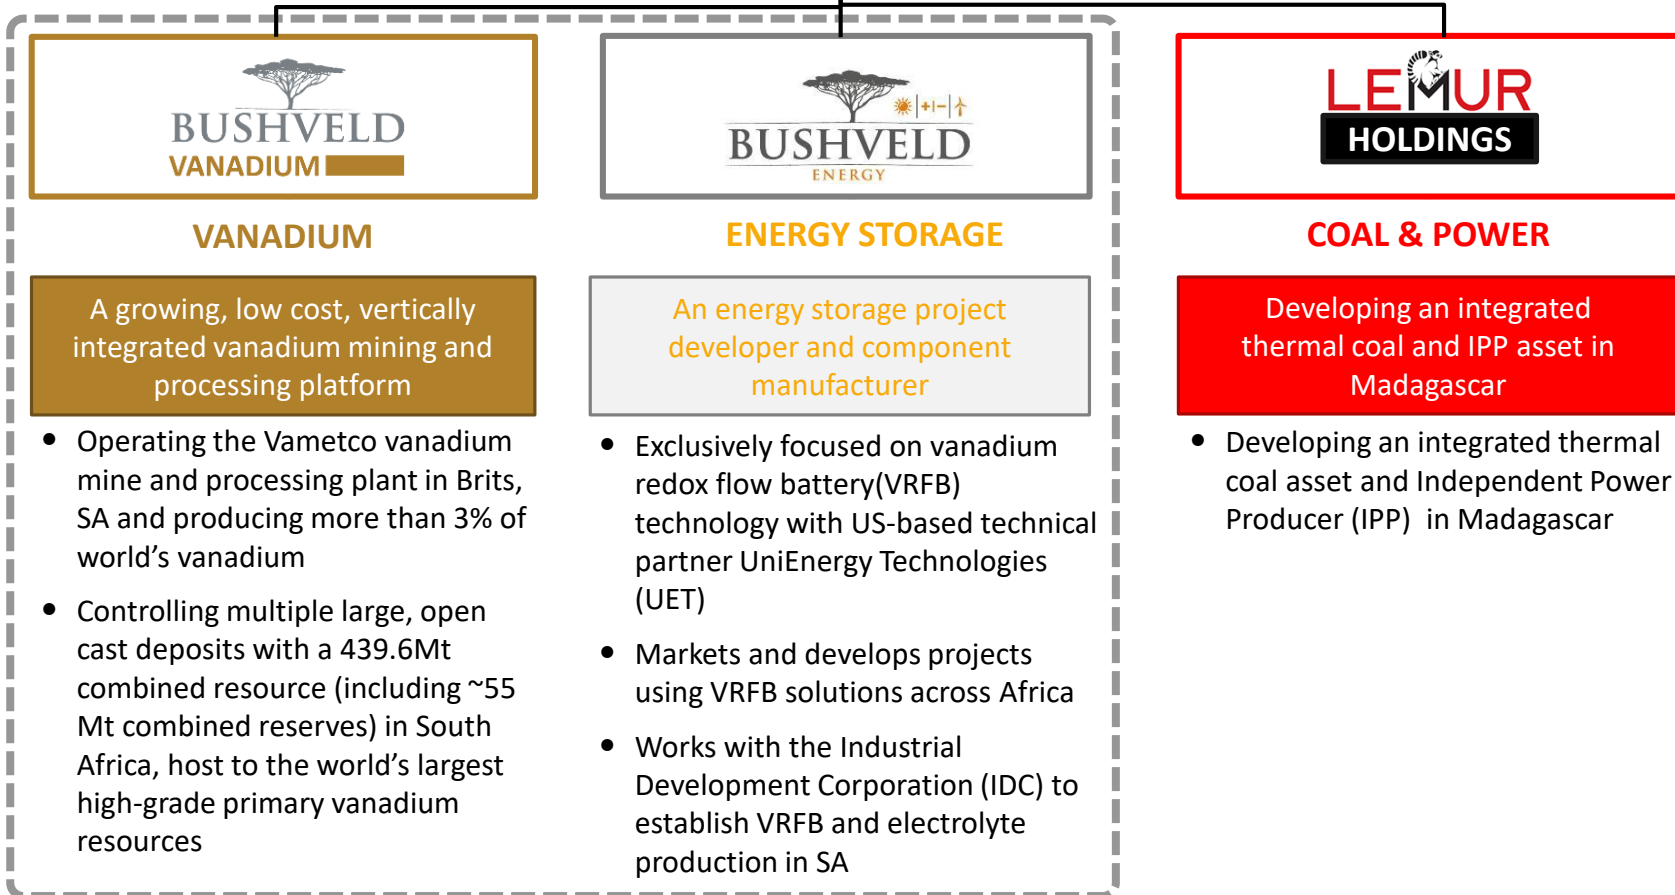 BUSHVELD
VANADIUM
VANADIUM
A growing, low cost, vertically
integrated vanadium mining and
processing platform
• Operating the Vametco vanadium
mine and processing plant in Brits,
SA and producing more than 3% of
world’s vanadium
• Controlling multiple large, open
cast deposits with a 439.6Mt
combined resource (including ~55
Mt combined reserves) in South
Africa, host to the world’s largest
high-grade primary vanadium
resources
BUSHVELD
ENERGY
ENERGY STORAGE
An energy storage project
developer and component
manufacturer
• Exclusively focused on vanadium
redox flow battery(VRFB)
technology with US-based technical
partner UniEnergy Technologies
(UET)
• Markets and develops projects
using VRFB solutions across Africa
• Works with the Industrial
Development Corporation (IDC) to
establish VRFB and electrolyte
production in SA
LEMUR
HOLDINGS
COAL & POWER
Developing an integrated
thermal coal and IPP asset in
Madagascar
• Developing an integrated thermal
coal asset and Independent Power
Producer (IPP)  in Madagascar